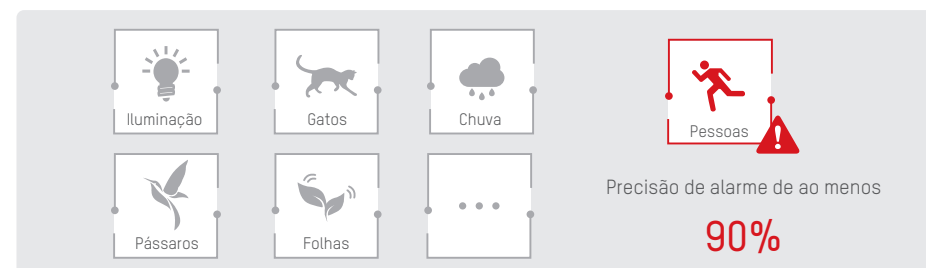 Iluminação
Gatos
Chuva
Pessoas
Pássaros
Folhas
Precisão de alarme de ao menos
90%